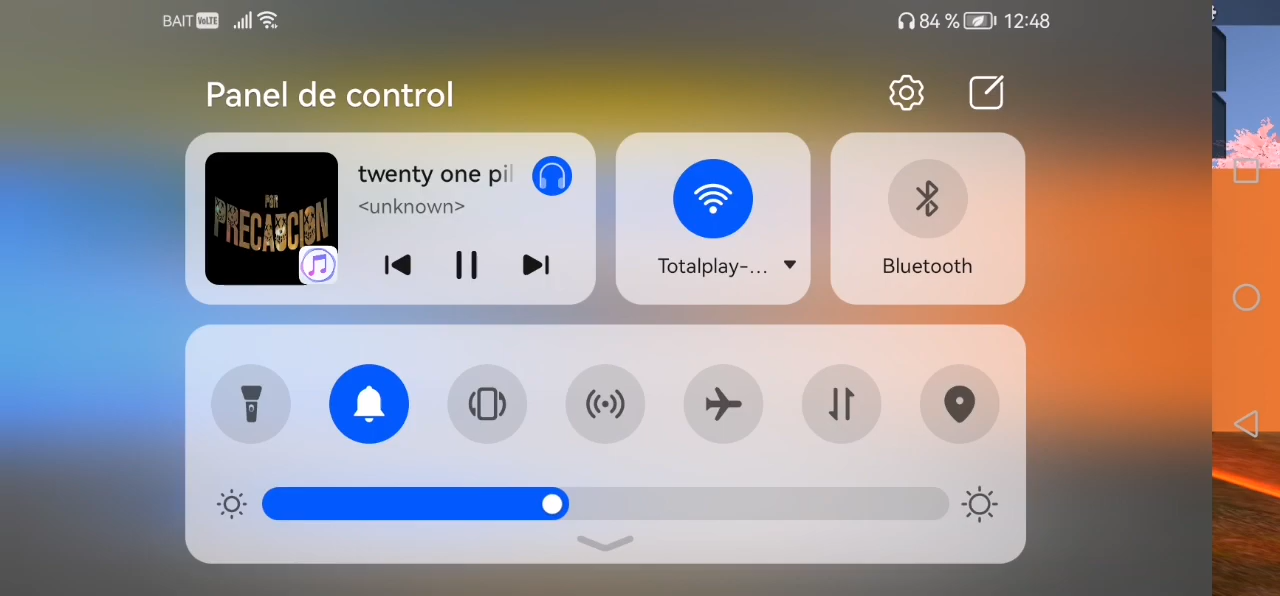 BAIT VoLTE 84 % 12:48
Panel de control
twenty one pil
<unknown>
POR
PRECAUCION
Totalplay-...
Bluetooth